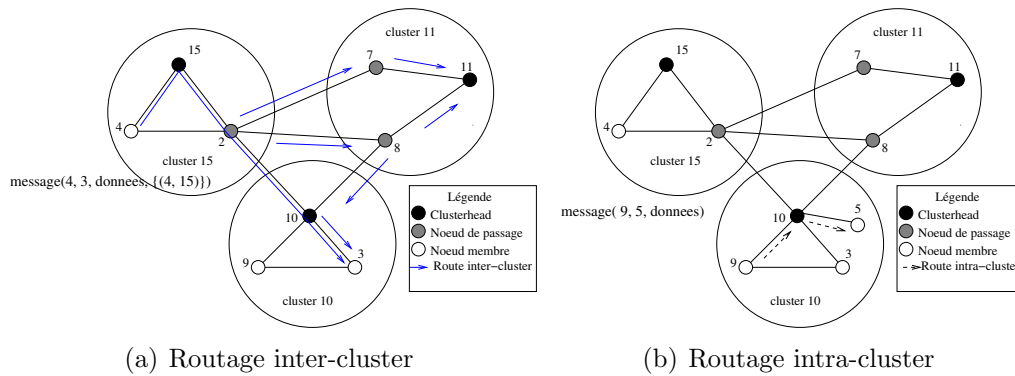 cluster 11
15
7
11
4
2
8
cluster 15
message(4, 3, donnees, {(4, 15)})
10
9
3
cluster 10
Légende
Clusterhead
Noeud de passage
Noeud membre
Route inter-cluster
(a) Routage inter-cluster
cluster 11
15
7
11
4
2
8
cluster 15
message( 9, 5, donnees)
10
5
9
3
cluster 10
Légende
Clusterhead
Noeud de passage
Noeud membre
Route intra-cluster
(b) Routage intra-cluster